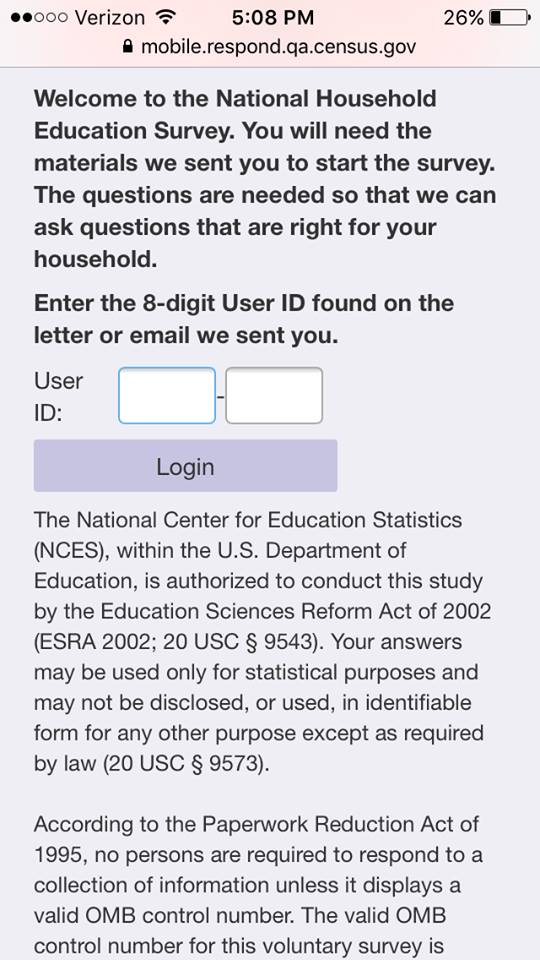 Verizon 5:08 PM 26%
mobile.respond.qa.census.gov
Welcome to the National Household
Education Survey. You will need the
materials we sent you to start the survey.
The questions are needed so that we can
ask questions that are right for your
household.
Enter the 8-digit User ID found on the
letter or email we sent you.
User
ID:
-
Login
The National Center for Education Statistics
(NCES), within the U.S. Department of
Education, is authorized to conduct this study
by the Education Sciences Reform Act of 2002
(ESRA 2002; 20 USC § 9543). Your answers
may be used only for statistical purposes and
may not be disclosed, or used, in identifiable
form for any other purpose except as required
by law (20 USC § 9573).
According to the Paperwork Reduction Act of
1995, no persons are required to respond to a
collection of information unless it displays a
valid OMB control number. The valid OMB
control number for this voluntary survey is